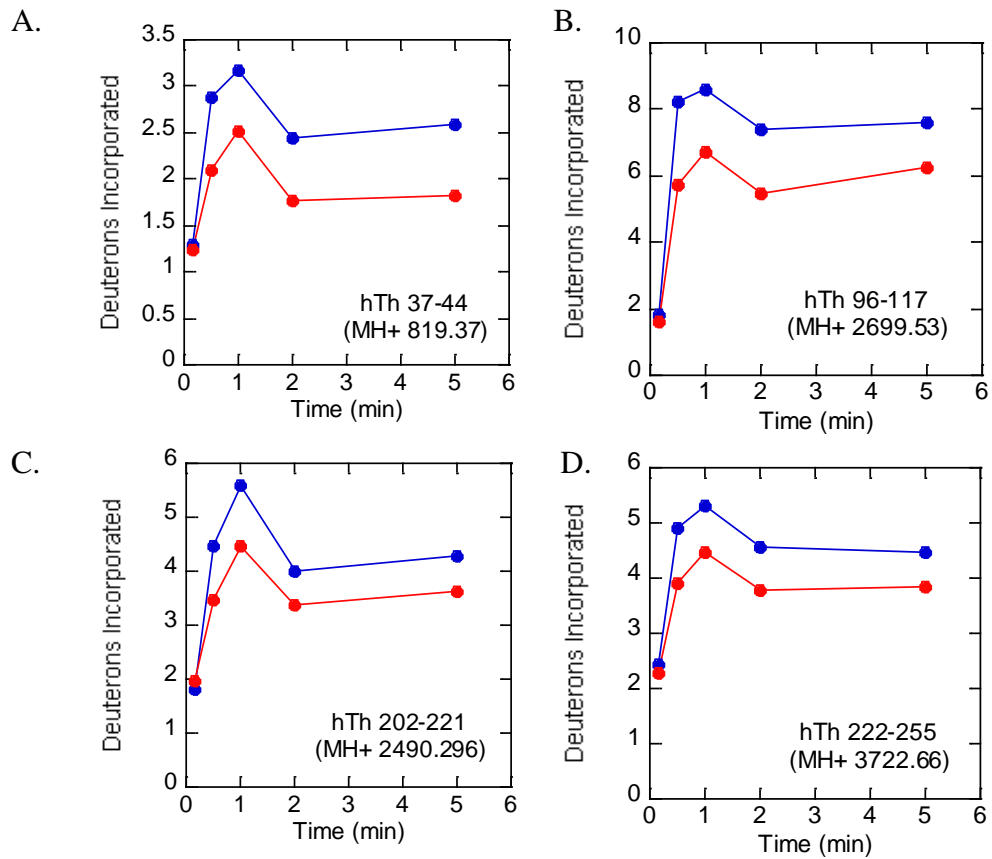 A.
Deuterons Incorporated
3.5
3
2.5
2
1.5
1
0.5
0
hTh 37-44
(MH+ 819.37)
0 1 2 3 4 5 6
Time (min)
B.
Deuterons Incorporated
10
8
6
4
2
0
hTh 96-117
(MH+ 2699.53)
0 1 2 3 4 5 6
Time (min)
C.
Deuterons Incorporated
6
5
4
3
2
1
0
hTh 202-221
(MH+ 2490.296)
0 1 2 3 4 5 6
Time (min)
D.
Deuterons Incorporated
6
5
4
3
2
1
0
hTh 222-255
(MH+ 3722.66)
0 1 2 3 4 5 6
Time (min)